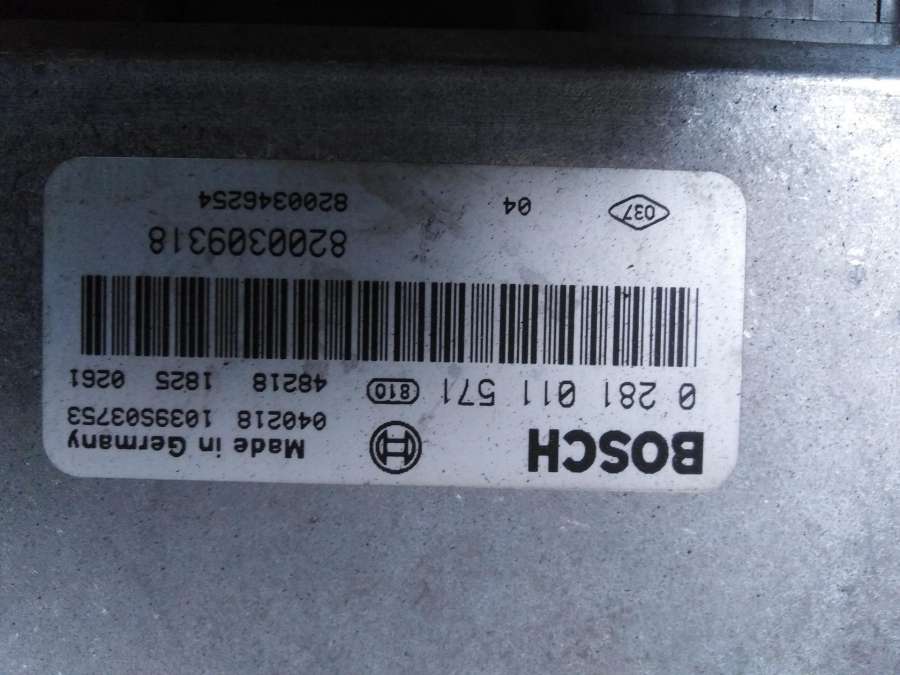 BOSCH
Made in Germany
040218 1039S03753
0 281 011 571 810 48218 1825 0261
8200309318
037 04 8200346254